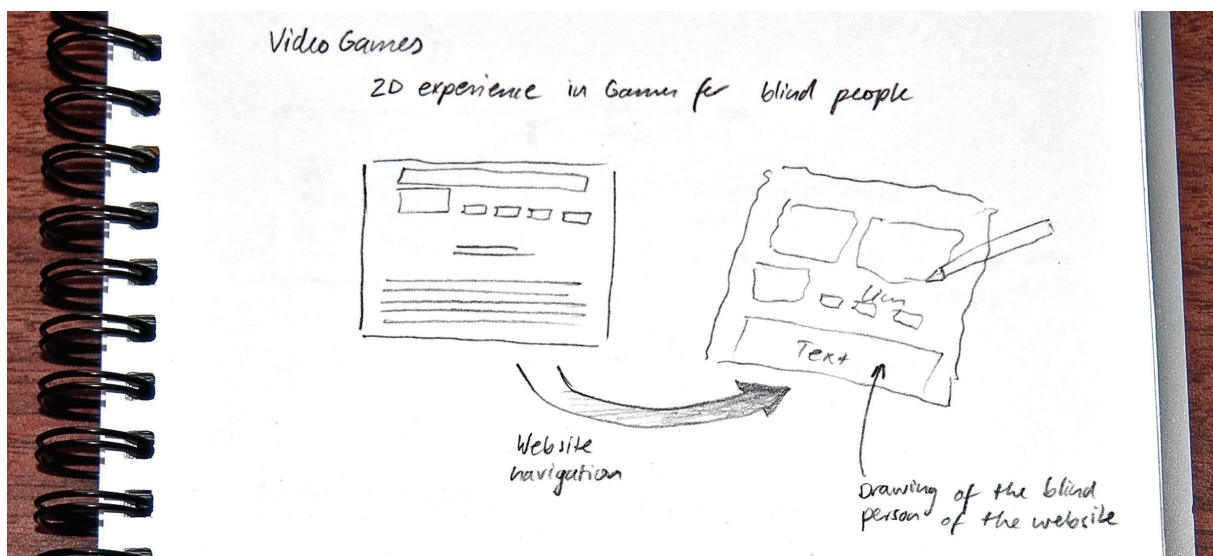 Video Games
2D experience in Games for blind people
Text
Website
navigation
Drawing of the blind
person of the website